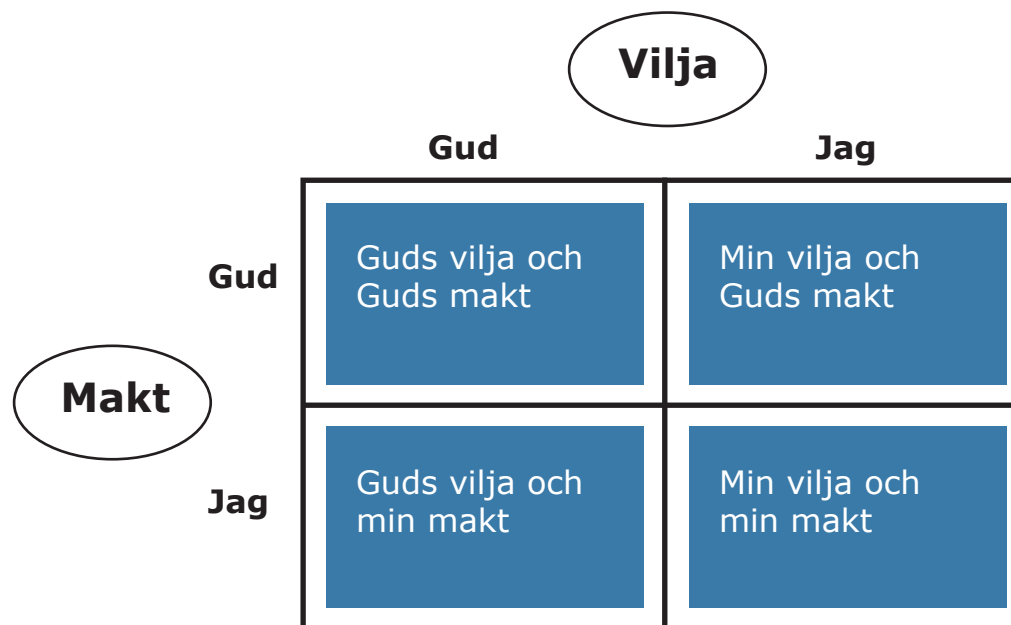 Vilja
Gud
Jag
Gud
Guds vilja och
Guds makt
Min vilja och
Guds makt
Makt
Jag
Guds vilja och
min makt
Min vilja och
min makt